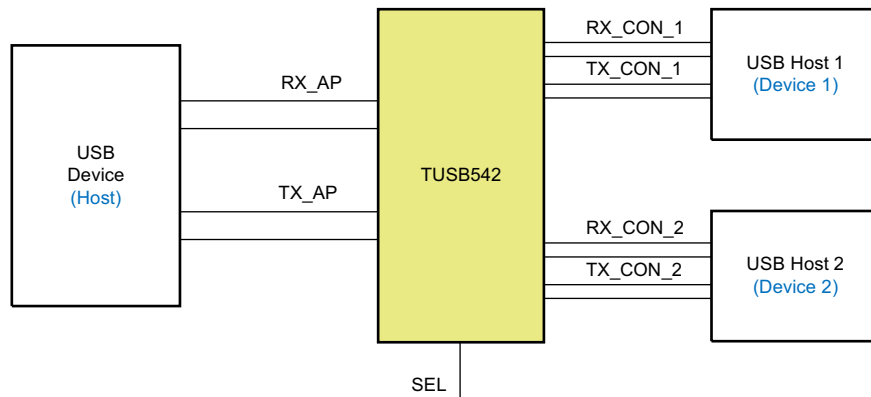 USB
Device
(Host)
RX_AP
TX_AP
TUSB542
SEL
RX_CON_1
TX_CON_1
USB Host 1
(Device 1)
RX_CON_2
TX_CON_2
USB Host 2
(Device 2)